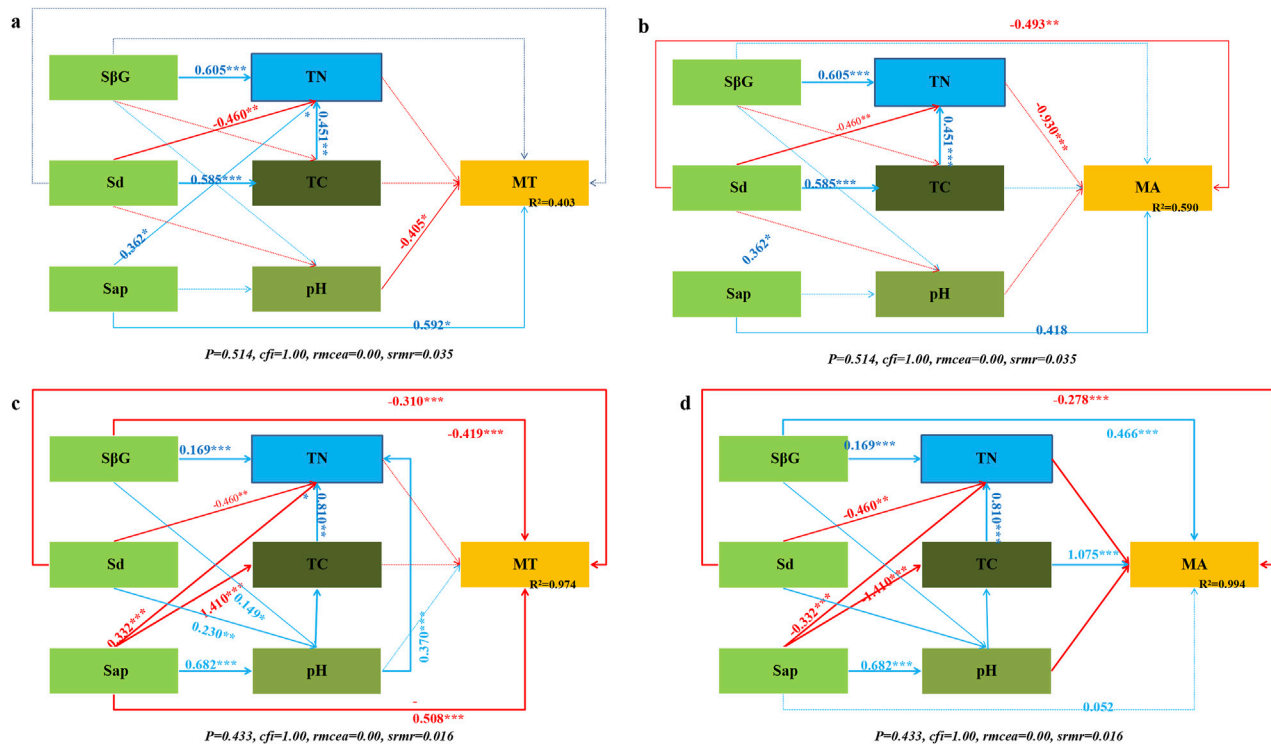 a
SβG
0.605***
TN
-0.460**
0.451**
*
Sd
0.585***
TC
MT
R²=0.403
0.362*
-0.405*
Sap
pH
0.592*
P=0.514, cfi=1.00, rmcea=0.00, srmr=0.035
b
-0.493**
SβG
0.605***
TN
-0.460**
0.451***
-0.930***
Sd
0.585***
TC
MA
R²=0.590
0.362*
Sap
pH
0.418
P=0.514, cfi=1.00, rmcea=0.00, srmr=0.035
c
-0.310***
-0.419***
SβG
0.169***
TN
-0.460**
0.810**
*
Sd
TC
MT
R²=0.974
0.332***
1.410***
0.149*
0.230**
0.370***
Sap
0.682***
pH
-
0.508***
P=0.433, cfi=1.00, rmcea=0.00, srmr=0.016
d
-0.278***
0.466***
SβG
0.169***
TN
-0.460**
0.810***
Sd
TC
1.075***
MA
R²=0.994
-0.332***
-1.410***
Sap
0.682***
pH
0.052
P=0.433, cfi=1.00, rmcea=0.00, srmr=0.016